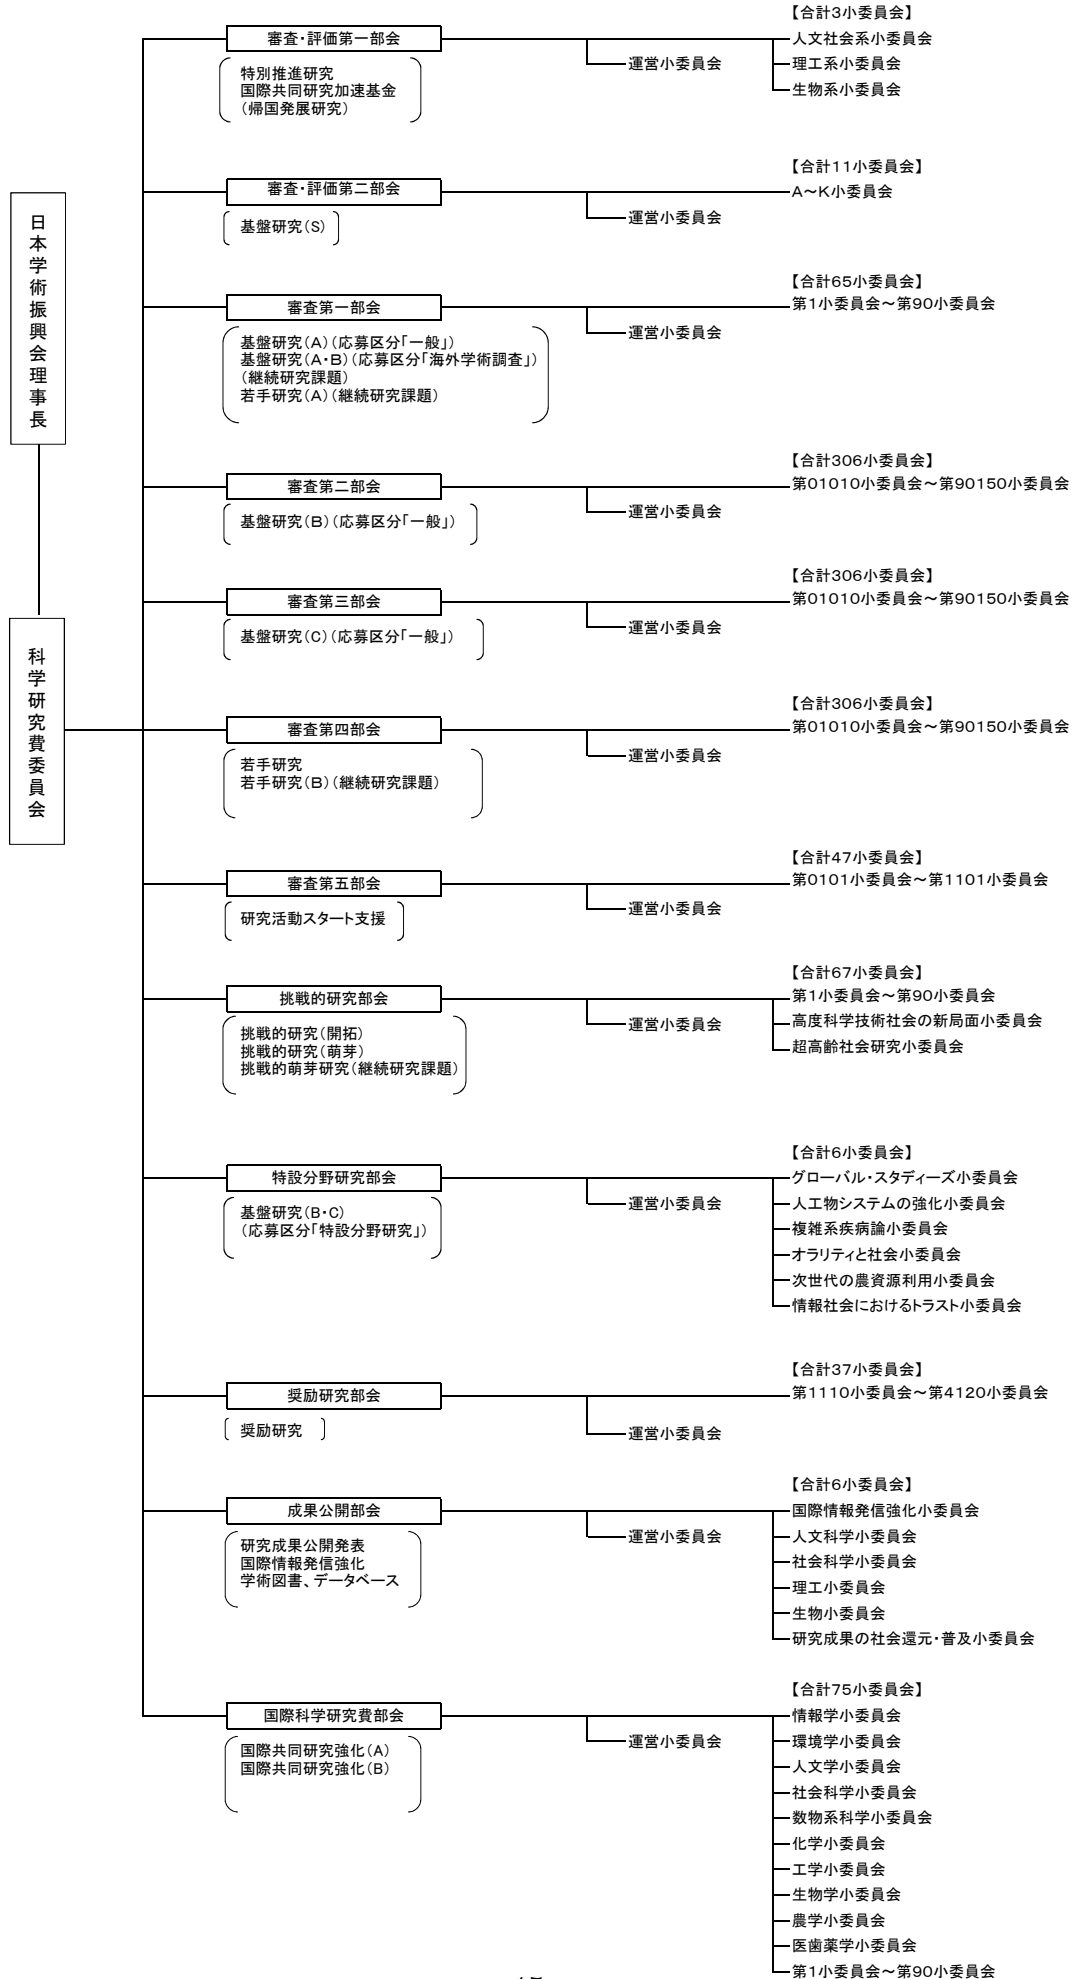 日本学術振興会理事長
科学研究費委員会
審査・評価第一部会
特別推進研究
国際共同研究加速基金
(帰国発展研究)
運営小委員会
【合計3小委員会】
人文社会系小委員会
理工系小委員会
生物系小委員会
審査・評価第二部会
基盤研究(S)
運営小委員会
【合計11小委員会】
A～K小委員会
審査第一部会
基盤研究(A)(応募区分「一般」)
基盤研究(A・B)(応募区分「海外学術調査」)
(継続研究課題)
若手研究(A)(継続研究課題)
運営小委員会
【合計65小委員会】
第1小委員会～第90小委員会
審査第二部会
基盤研究(B)(応募区分「一般」)
運営小委員会
【合計306小委員会】
第01010小委員会～第90150小委員会
審査第三部会
基盤研究(C)(応募区分「一般」)
運営小委員会
【合計306小委員会】
第01010小委員会～第90150小委員会
審査第四部会
若手研究
若手研究(B)(継続研究課題)
運営小委員会
【合計306小委員会】
第01010小委員会～第90150小委員会
審査第五部会
研究活動スタート支援
運営小委員会
【合計47小委員会】
第0101小委員会～第1101小委員会
挑戦的研究部会
挑戦的研究(開拓)
挑戦的研究(萌芽)
挑戦的萌芽研究(継続研究課題)
運営小委員会
【合計67小委員会】
第1小委員会～第90小委員会
高度科学技術社会の新局面小委員会
超高齢社会研究小委員会
特設分野研究部会
基盤研究(B・C)
(応募区分「特設分野研究」)
運営小委員会
【合計6小委員会】
グローバル・スタディーズ小委員会
人工物システムの強化小委員会
複雑系疾病論小委員会
オラリティと社会小委員会
次世代の農資源利用小委員会
情報社会におけるトラスト小委員会
奨励研究部会
奨励研究
運営小委員会
【合計37小委員会】
第1110小委員会～第4120小委員会
成果公開部会
研究成果公開発表
国際情報発信強化
学術図書、データベース
運営小委員会
【合計6小委員会】
国際情報発信強化小委員会
人文科学小委員会
社会科学小委員会
理工小委員会
生物小委員会
研究成果の社会還元・普及小委員会
国際科学研究費部会
国際共同研究強化(A)
国際共同研究強化(B)
運営小委員会
【合計75小委員会】
情報学小委員会
環境学小委員会
人文学小委員会
社会科学小委員会
数物系科学小委員会
化学小委員会
工学小委員会
生物学小委員会
農学小委員会
医歯薬学小委員会
第1小委員会～第90小委員会